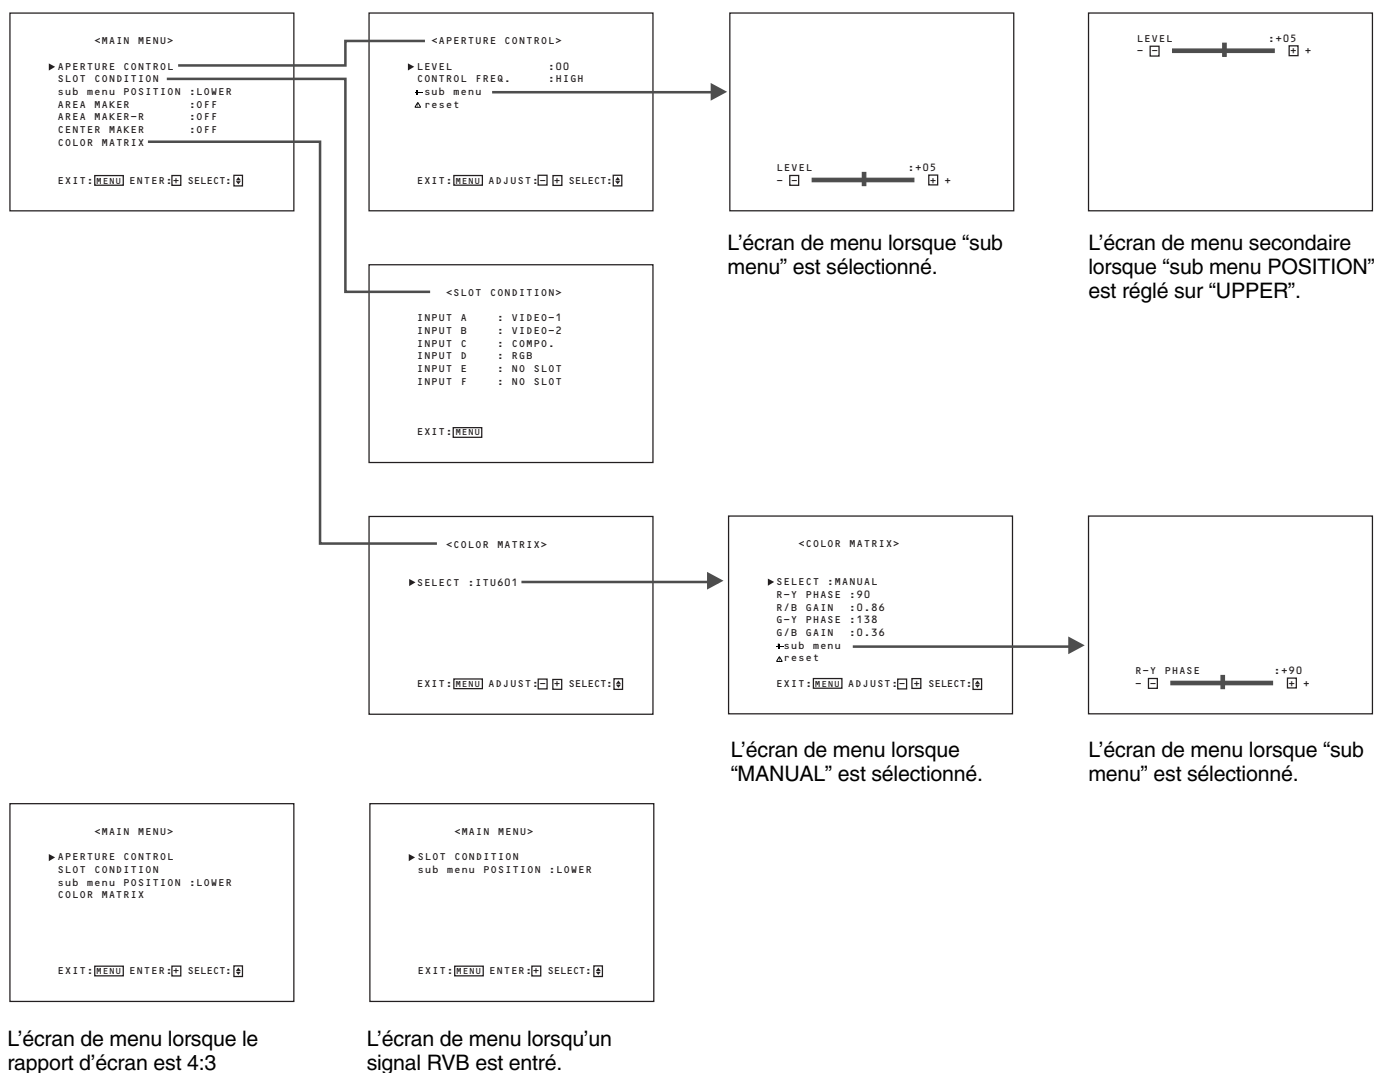 <MAIN MENU>
▶APERTURE CONTROL
SLOT CONDITION
sub menu POSITION :LOWER
AREA MAKER :OFF
AREA MAKER-R :OFF
CENTER MAKER :OFF
COLOR MATRIX
EXIT:MENU ENTER:+ SELECT:
<APERTURE CONTROL>
▶LEVEL :00
CONTROL FREQ. :HIGH
sub menu
reset
EXIT:MENU ADJUST:- + SELECT:
LEVEL :+05
- - + +
L'écran de menu lorsque “sub
menu” est sélectionné.
LEVEL :+05
- - + +
L'écran de menu secondaire
lorsque “sub menu POSITION”
est réglé sur “UPPER”.
<SLOT CONDITION>
INPUT A : VIDEO-1
INPUT B : VIDEO-2
INPUT C : COMPO.
INPUT D : RGB
INPUT E : NO SLOT
INPUT F : NO SLOT
EXIT:MENU
<COLOR MATRIX>
▶SELECT :ITU601
EXIT:MENU ADJUST:- + SELECT:
<COLOR MATRIX>
▶SELECT :MANUAL
R-Y PHASE :90
R/B GAIN :0.86
G-Y PHASE :138
G/B GAIN :0.36
sub menu
reset
EXIT:MENU ADJUST:- + SELECT:
L'écran de menu lorsque
“MANUAL” est sélectionné.
R-Y PHASE :+90
- - + +
L'écran de menu lorsque “sub
menu” est sélectionné.
<MAIN MENU>
▶APERTURE CONTROL
SLOT CONDITION
sub menu POSITION :LOWER
COLOR MATRIX
EXIT:MENU ENTER:+ SELECT:
L'écran de menu lorsque le
rapport d'écran est 4:3
<MAIN MENU>
▶SLOT CONDITION
sub menu POSITION :LOWER
EXIT:MENU ENTER:+ SELECT:
L'écran de menu lorsqu'un
signal RVB est entré.